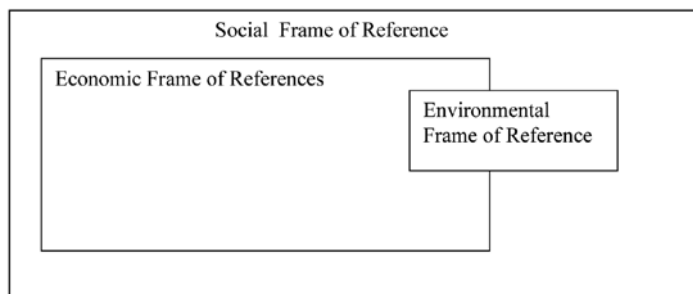 Social Frame of Reference
Economic Frame of References
Environmental
Frame of Reference